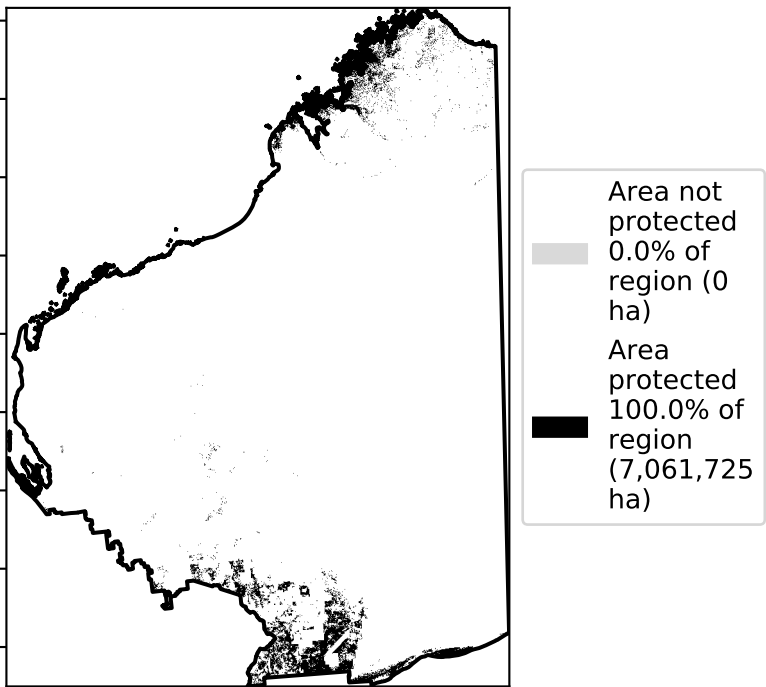 Area not
protected
0.0% of
region (0
ha)
Area
protected
100.0% of
region
(7,061,725
ha)